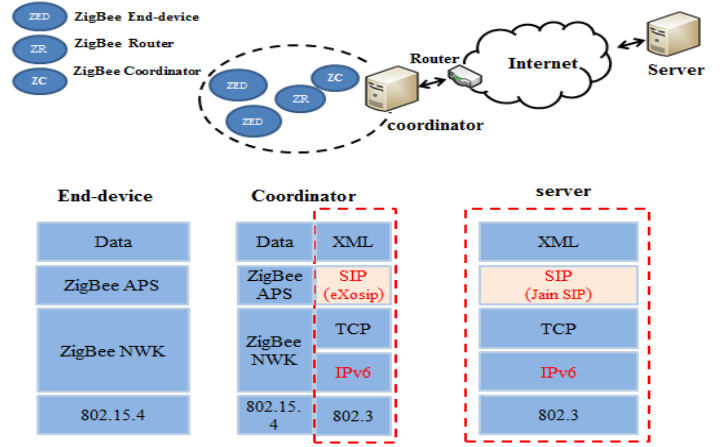 ZED ZigBee End-device
ZR ZigBee Router
ZC ZigBee Coordinator
ZED
ZC
ZR
ZED
coordinator
Router
Internet
Server
End-device
Coordinator
server
Data
Data
XML
XML
ZigBee APS
ZigBee
APS
SIP
(eXosip)
SIP
(Jain SIP)
ZigBee NWK
ZigBee
NWK
TCP
TCP
IPv6
IPv6
802.15.4
802.15.
4
802.3
802.3